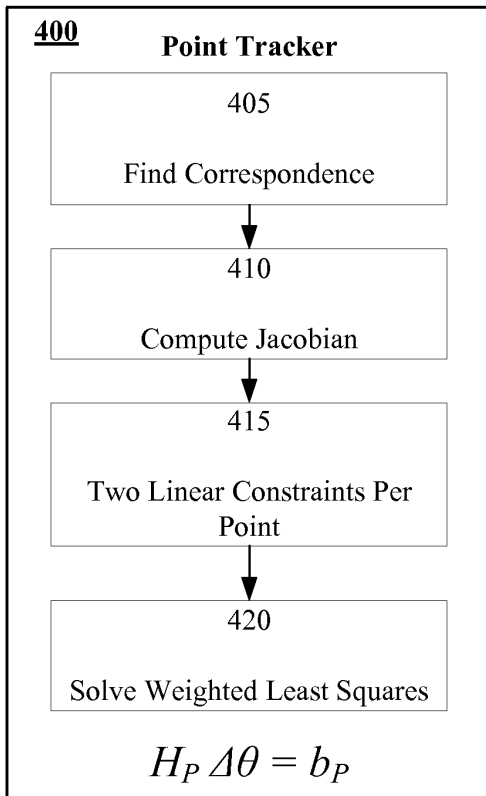 400
Point Tracker
405
Find Correspondence
410
Compute Jacobian
415
Two Linear Constraints Per
Point
420
Solve Weighted Least Squares
H_P Δθ = b_P